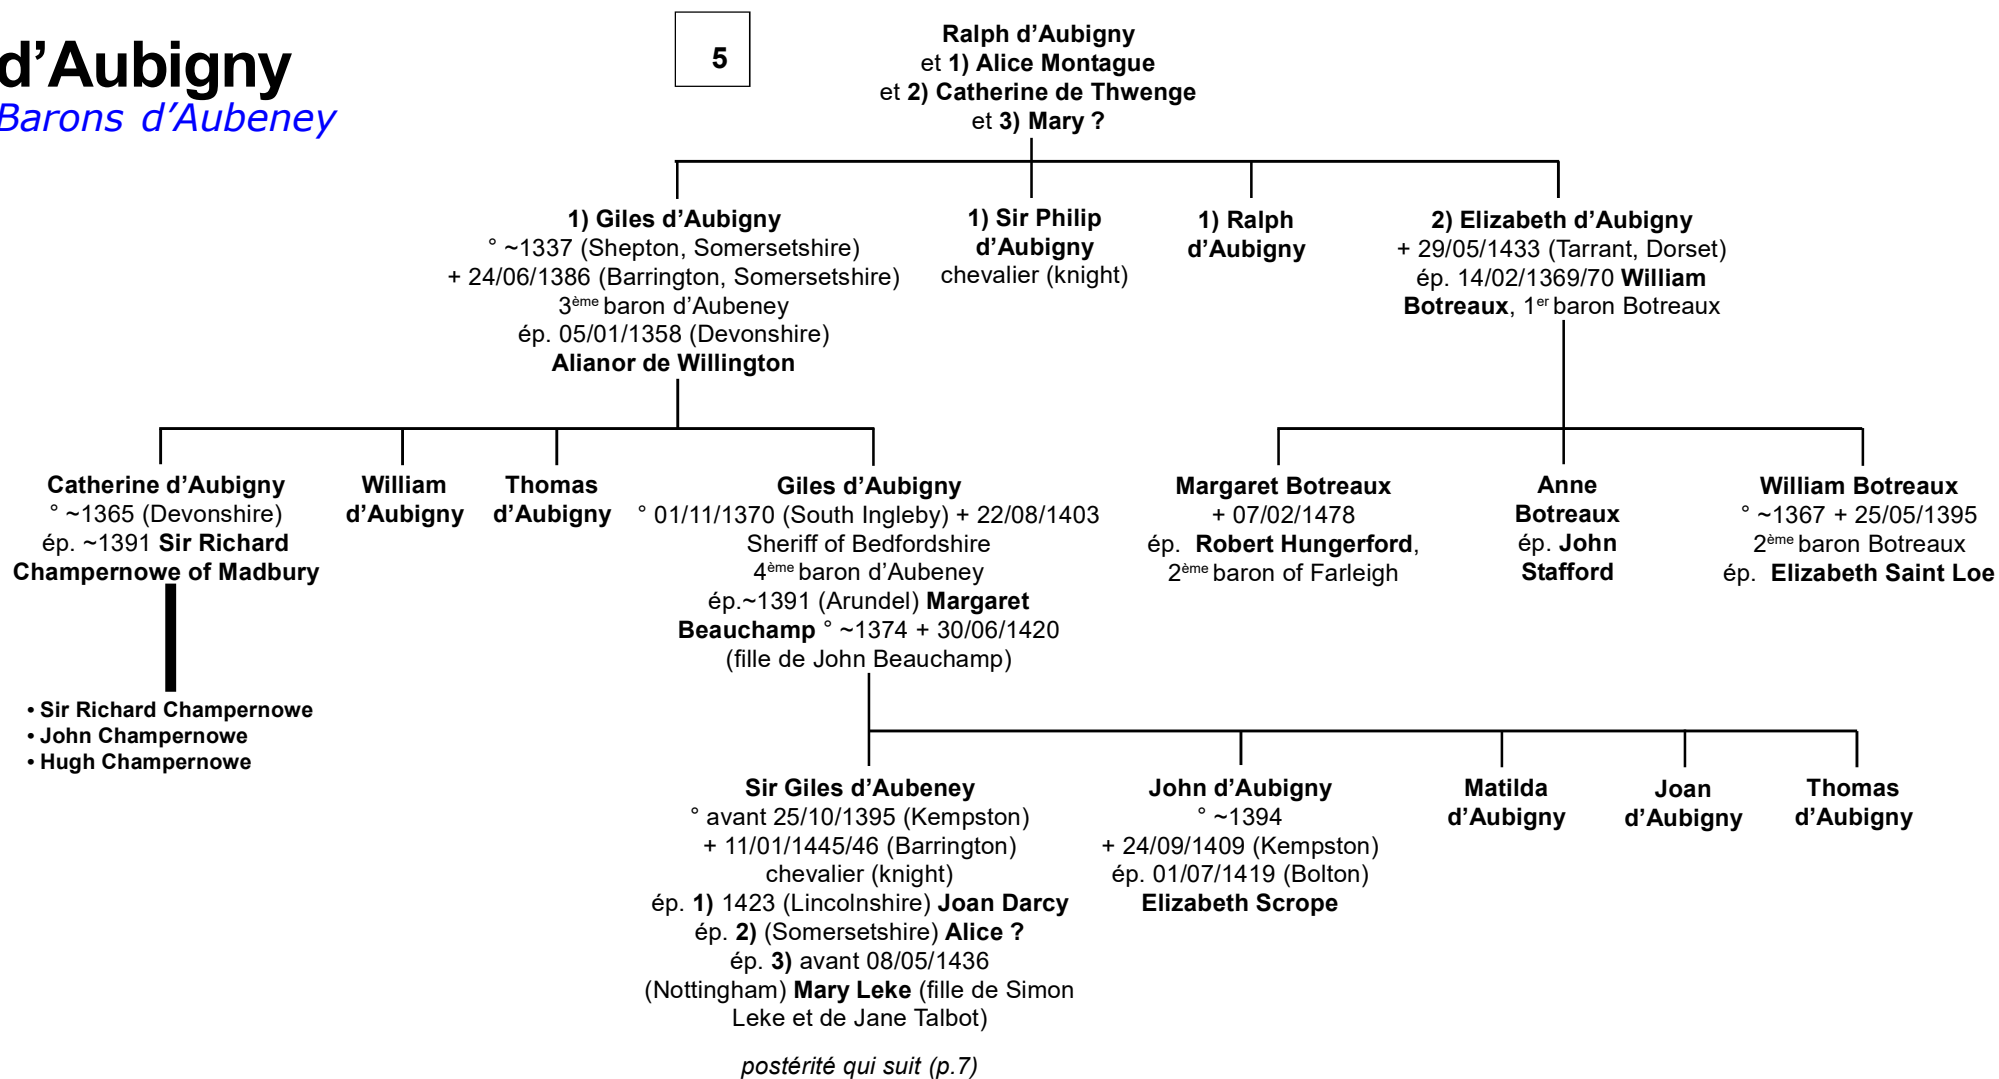 d’Aubigny
Barons d’Aubeney
5
Ralph d’Aubigny
et 1) Alice Montague
et 2) Catherine de Thwenge
et 3) Mary ?
1) Giles d’Aubigny
° ~1337 (Shepton, Somersetshire)
+ 24/06/1386 (Barrington, Somersetshire)
3ème baron d’Aubeney
ép. 05/01/1358 (Devonshire)
Alianor de Willington
1) Sir Philip
d’Aubigny
chevalier (knight)
1) Ralph
d’Aubigny
2) Elizabeth d’Aubigny
+ 29/05/1433 (Tarrant, Dorset)
ép. 14/02/1369/70 William
Botreaux, 1er baron Botreaux
Catherine d’Aubigny
° ~1365 (Devonshire)
ép. ~1391 Sir Richard
Champernowe of Madbury
William
d’Aubigny
Thomas
d’Aubigny
Giles d’Aubigny
° 01/11/1370 (South Ingleby) + 22/08/1403
Sheriff of Bedfordshire
4ème baron d’Aubeney
ép.~1391 (Arundel) Margaret
Beauchamp ° ~1374 + 30/06/1420
(fille de John Beauchamp)
Margaret Botreaux
+ 07/02/1478
ép. Robert Hungerford,
2ème baron of Farleigh
Anne
Botreaux
ép. John
Stafford
William Botreaux
° ~1367 + 25/05/1395
2ème baron Botreaux
ép. Elizabeth Saint Loe
• Sir Richard Champernowe
• John Champernowe
• Hugh Champernowe
Sir Giles d’Aubeney
° avant 25/10/1395 (Kempston)
+ 11/01/1445/46 (Barrington)
chevalier (knight)
ép. 1) 1423 (Lincolnshire) Joan Darcy
ép. 2) (Somersetshire) Alice ?
ép. 3) avant 08/05/1436
(Nottingham) Mary Leke (fille de Simon
Leke et de Jane Talbot)
postérité qui suit (p.7)
John d’Aubigny
° ~1394
+ 24/09/1409 (Kempston)
ép. 01/07/1419 (Bolton)
Elizabeth Scrope
Matilda
d’Aubigny
Joan
d’Aubigny
Thomas
d’Aubigny